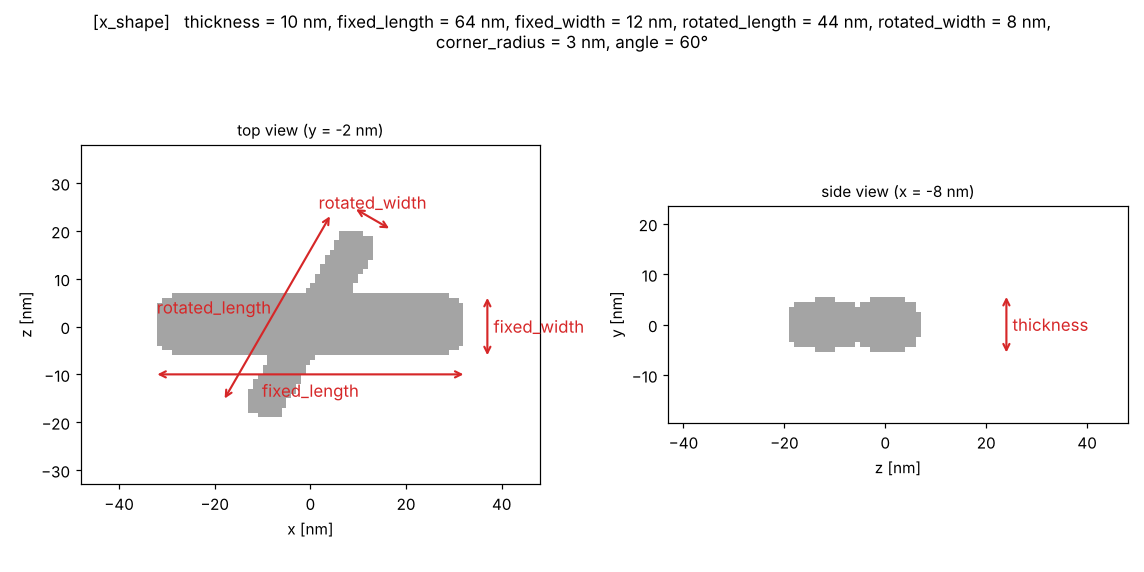 [x_shape]   thickness = 10 nm, fixed_length = 64 nm, fixed_width = 12 nm, rotated_length = 44 nm, rotated_width = 8 nm,
corner_radius = 3 nm, angle = 60°
top view (y = -2 nm)
30
20
10
0
−10
−20
−30
z [nm]
−40
−20
0
20
40
x [nm]
rotated_width
rotated_length
fixed_width
fixed_length
side view (x = -8 nm)
20
10
0
−10
y [nm]
−40
−20
0
20
40
z [nm]
thickness